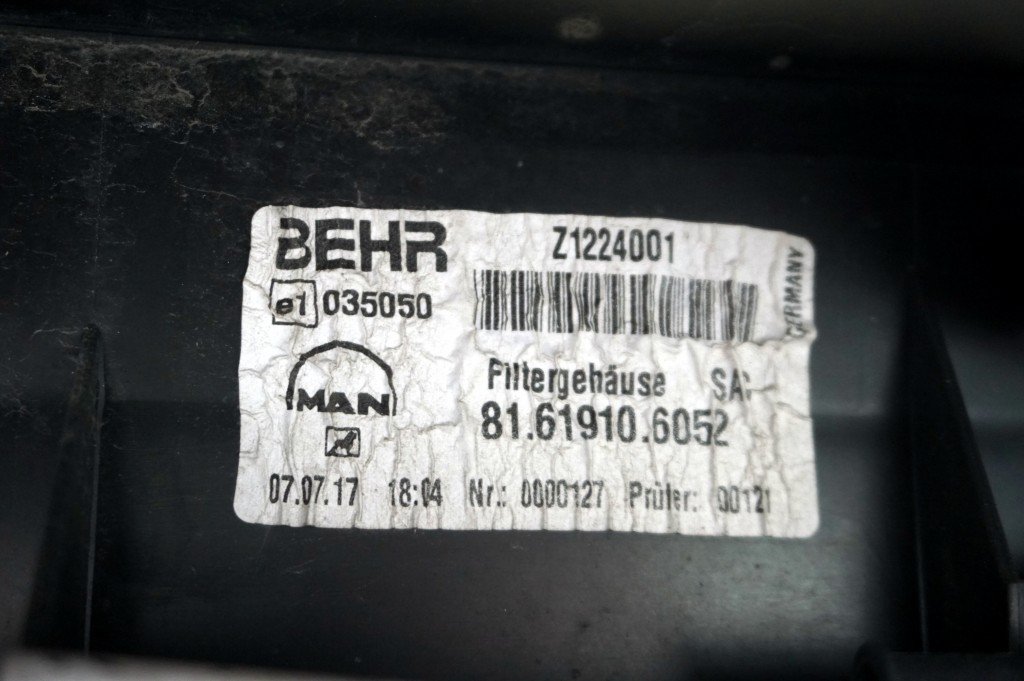 BEHR
Z1224001
GERMANY
e1 035050
MAN
Filtergehäuse
81.61910.6052
07.07.17 18:04 Nr.: 0000127 Prüfer: 00121